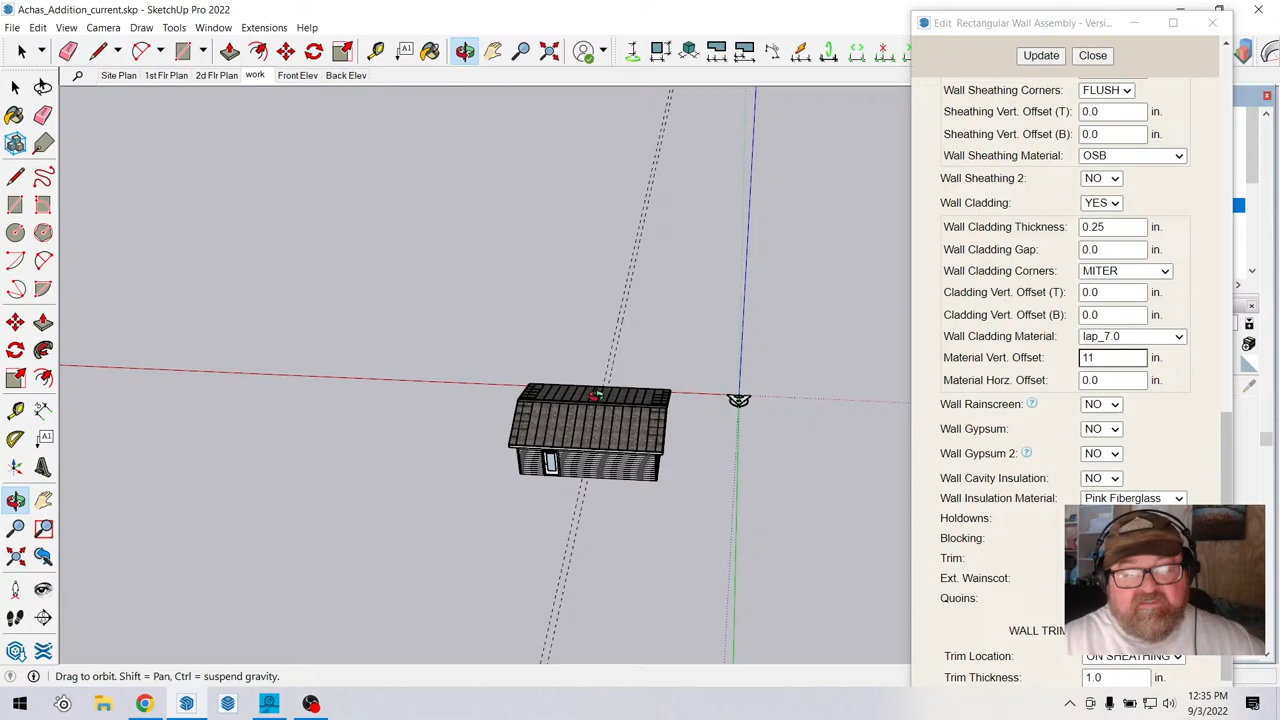 Achas_Addition_current.skp - SketchUp Pro 2022
File Edit View Camera Draw Tools Window Extensions Help
Site Plan 1st Flr Plan 2d Flr Plan work Front Elev Back Elev
Edit Rectangular Wall Assembly - Versi...
Update Close
Wall Sheathing Corners: FLUSH
Sheathing Vert. Offset (T): 0.0 in.
Sheathing Vert. Offset (B): 0.0 in.
Wall Sheathing Material: OSB
Wall Sheathing 2: NO
Wall Cladding: YES
Wall Cladding Thickness: 0.25 in.
Wall Cladding Gap: 0.0 in.
Wall Cladding Corners: MITER
Cladding Vert. Offset (T): 0.0 in.
Cladding Vert. Offset (B): 0.0 in.
Wall Cladding Material: lap_7.0
Material Vert. Offset: 11 in.
Material Horz. Offset: 0.0 in.
Wall Rainscreen: ? NO
Wall Gypsum: NO
Wall Gypsum 2: ? NO
Wall Cavity Insulation: NO
Wall Insulation Material: Pink Fiberglass
Holdowns:
Blocking:
Trim:
Ext. Wainscot:
Quoins:
WALL TRIM
Trim Location: ON SHEATHING
Trim Thickness: 1.0 in.
Drag to orbit. Shift = Pan, Ctrl = suspend gravity.
12:35 PM
9/3/2022